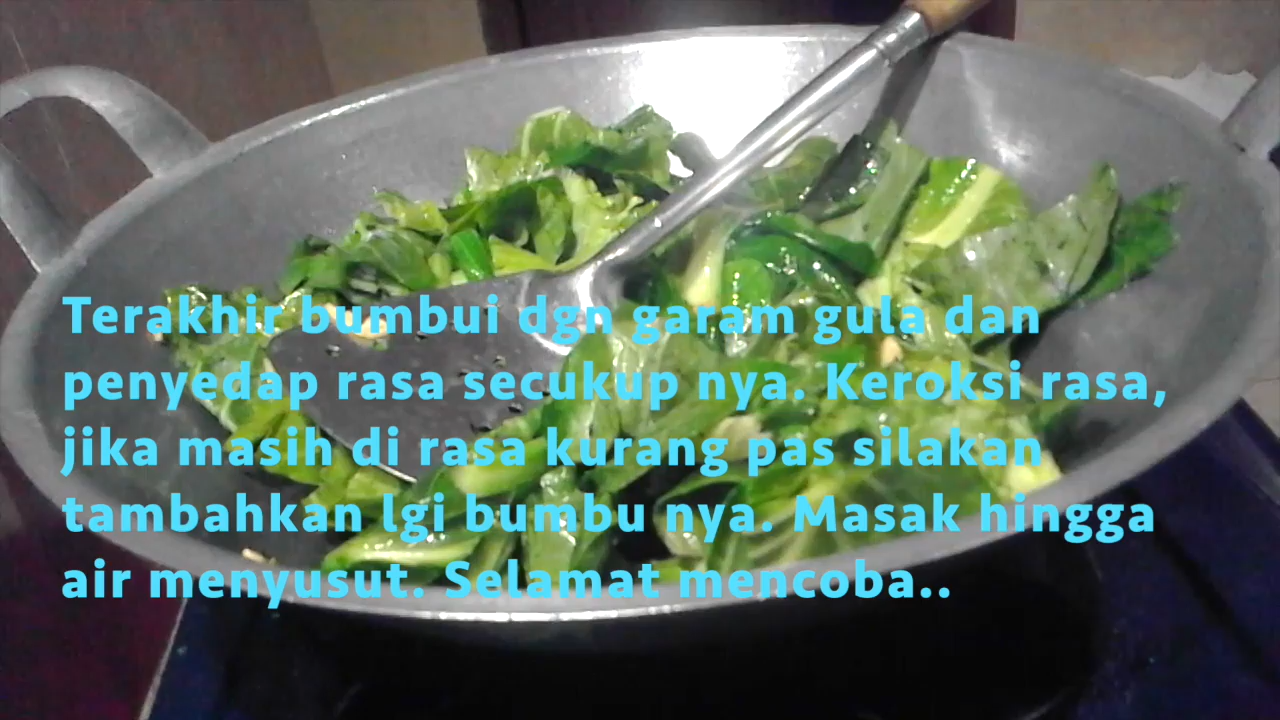 Terakhir bumbui dgn garam gula dan
penyedap rasa secukup nya. Keroksi rasa,
jika masih di rasa kurang pas silakan
tambahkan lgi bumbu nya. Masak hingga
air menyusut. Selamat mencoba..